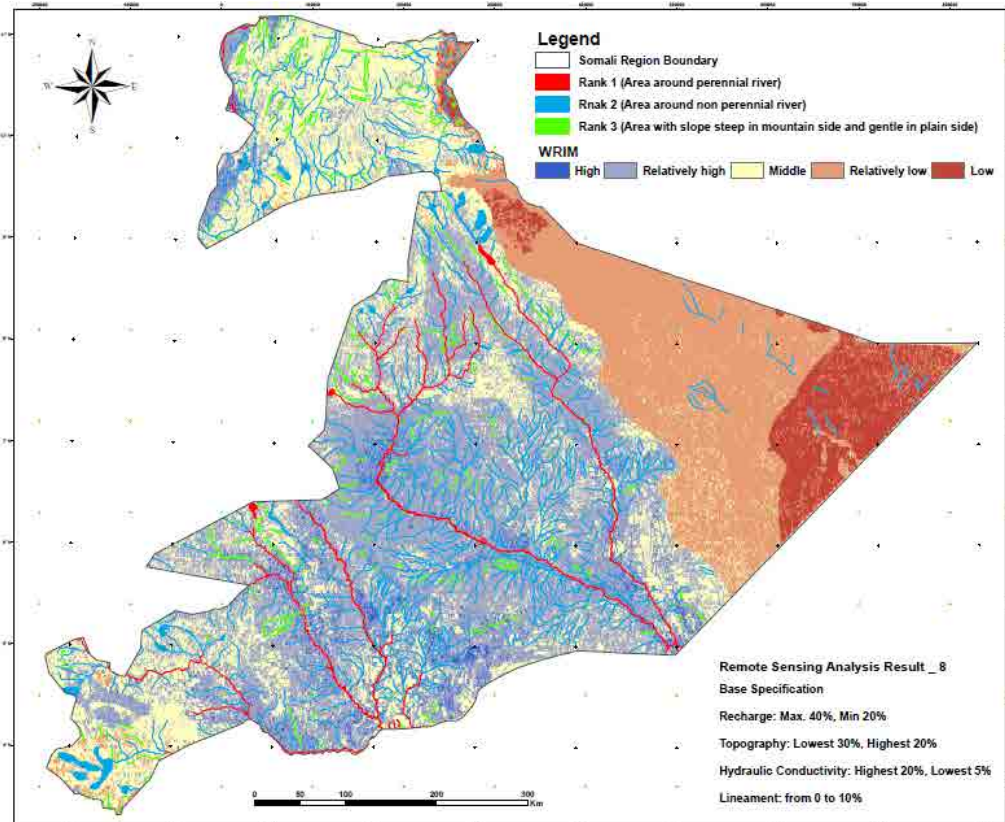 N
W
E
S
Legend
Somali Region Boundary
Rank 1 (Area around perennial river)
Rnak 2 (Area around non perennial river)
Rank 3 (Area with slope steep in mountain side and gentle in plain side)
WRIM
High Relatively high Middle Relatively low Low
Remote Sensing Analysis Result _ 8
Base Specification
Recharge: Max. 40%, Min 20%
Topography: Lowest 30%, Highest 20%
Hydraulic Conductivity: Highest 20%, Lowest 5%
Lineament: from 0 to 10%
0 50 100 200 300
Km